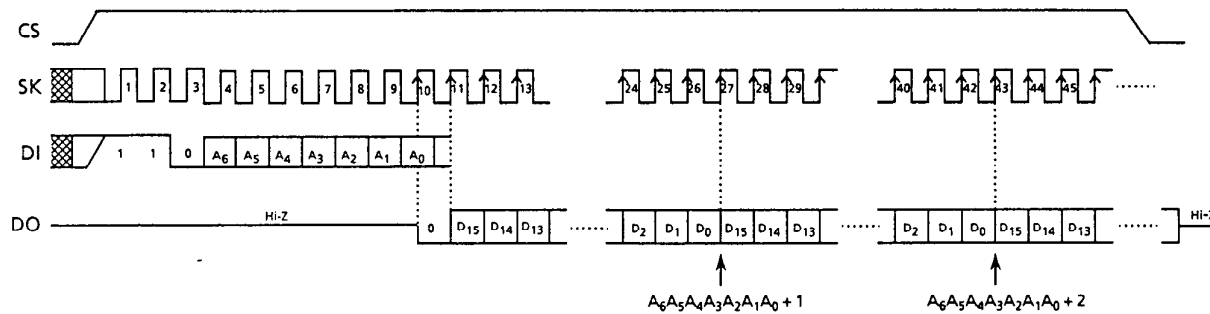 CS
SK 1 2 3 4 5 6 7 8 9 10 11 12 13 24 25 26 27 28 29 40 41 42 43 44 45
DI 1 1 0 A6 A5 A4 A3 A2 A1 A0
Hi-Z Hi-Z
DO 0 D15 D14 D13 D2 D1 D0 D15 D14 D13 D2 D1 D0 D15 D14 D13
A6A5A4A3A2A1A0 + 1 A6A5A4A3A2A1A0 + 2